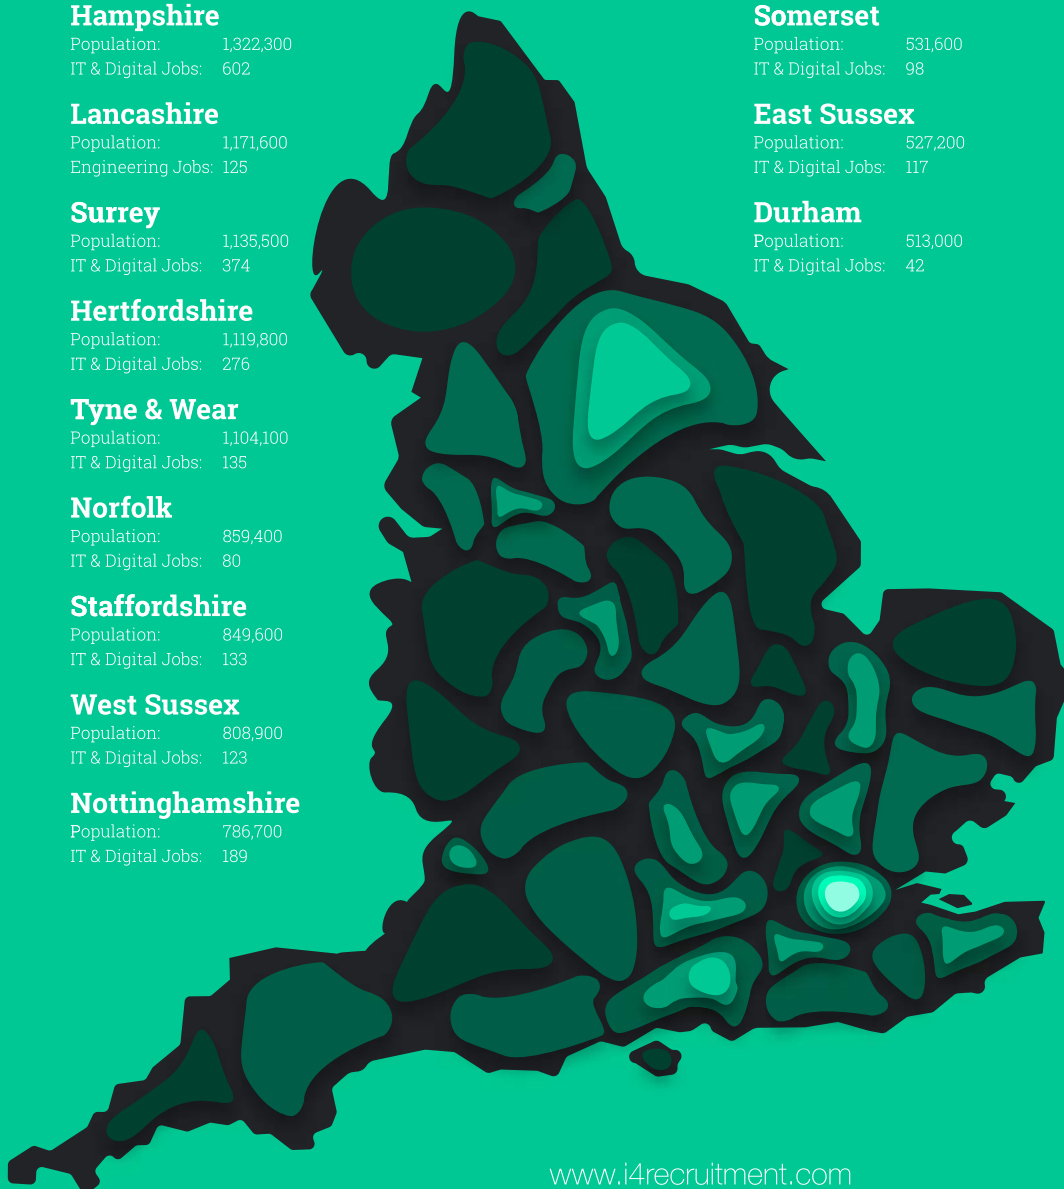 Hampshire
Population: 1,322,300
IT & Digital Jobs: 602
Lancashire
Population: 1,171,600
Engineering Jobs: 125
Surrey
Population: 1,135,500
IT & Digital Jobs: 374
Hertfordshire
Population: 1,119,800
IT & Digital Jobs: 276
Tyne & Wear
Population: 1,104,100
IT & Digital Jobs: 135
Norfolk
Population: 859,400
IT & Digital Jobs: 80
Staffordshire
Population: 849,600
IT & Digital Jobs: 133
West Sussex
Population: 808,900
IT & Digital Jobs: 123
Nottinghamshire
Population: 786,700
IT & Digital Jobs: 189
Somerset
Population: 531,600
IT & Digital Jobs: 98
East Sussex
Population: 527,200
IT & Digital Jobs: 117
Durham
Population: 513,000
IT & Digital Jobs: 42
www.i4recruitment.com